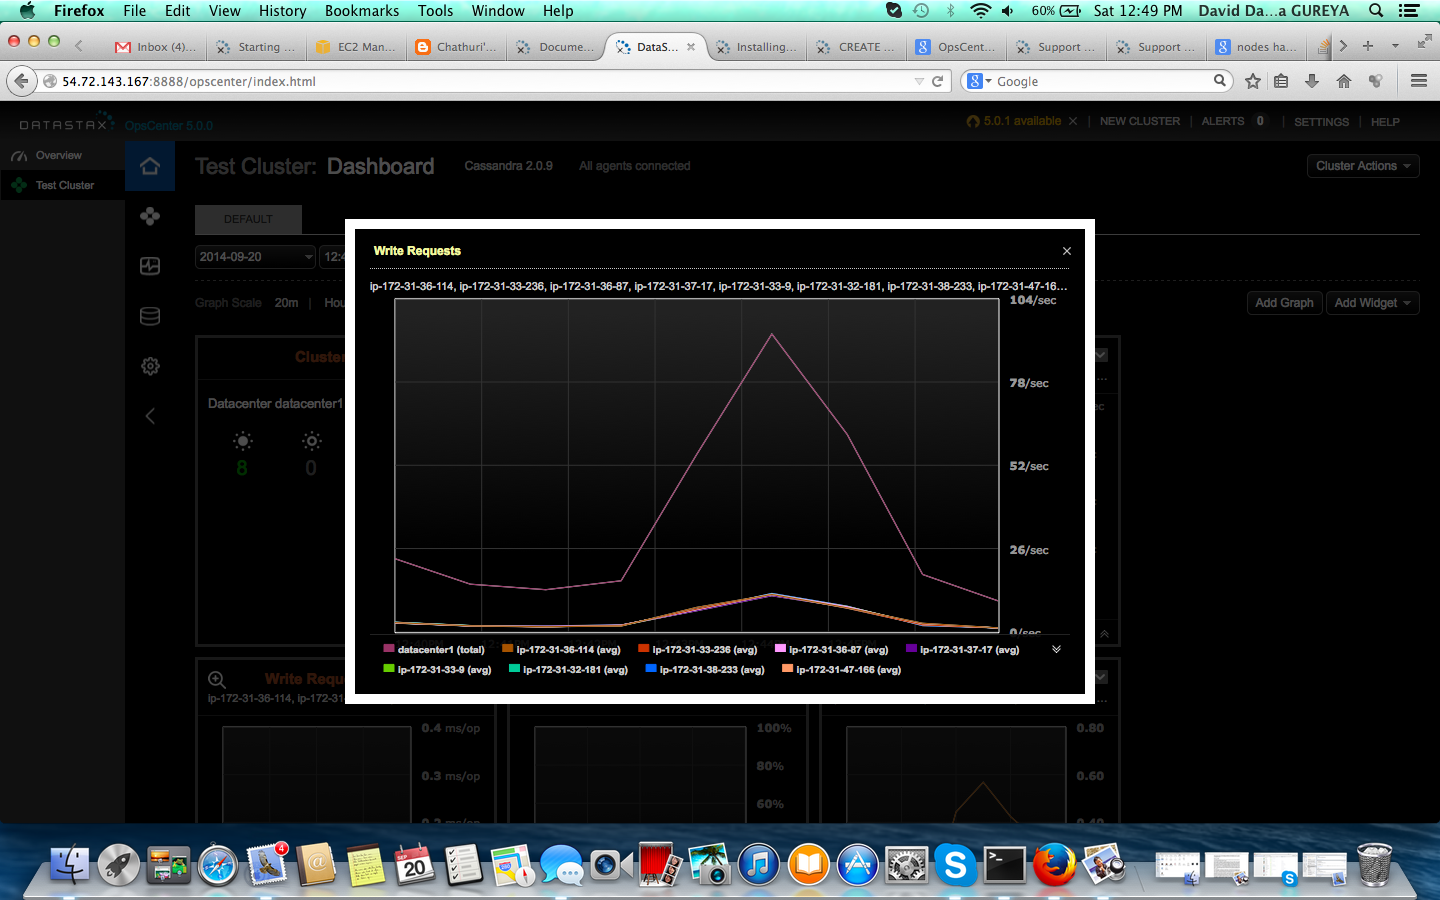 Firefox File Edit View History Bookmarks Tools Window Help 60% Sat 12:49 PM David Da...a GUREYA
Inbox (4)... Starting ... EC2 Man... Chathuri'... Docume... DataS... Installing... CREATE ... OpsCent... Support ... Support ... nodes ha...
54.72.143.167:8888/opscenter/index.html Google
DATASTAX OpsCenter 5.0.0 5.0.1 available NEW CLUSTER ALERTS 0 SETTINGS HELP
Overview
Test Cluster
Test Cluster: Dashboard Cassandra 2.0.9 All agents connected Cluster Actions
DEFAULT
2014-09-20 12:4
Graph Scale 20m Hou Add Graph Add Widget
Cluster
Datacenter datacenter1
8 0
Write Requests
ip-172-31-36-114, ip-172-31-33-236, ip-172-31-36-87, ip-172-31-37-17, ip-172-31-33-9, ip-172-31-32-181, ip-172-31-38-233, ip-172-31-47-16...
104/sec
78/sec
52/sec
26/sec
0/sec
datacenter1 (total) ip-172-31-36-114 (avg) ip-172-31-33-236 (avg) ip-172-31-36-87 (avg) ip-172-31-37-17 (avg)
ip-172-31-33-9 (avg) ip-172-31-32-181 (avg) ip-172-31-38-233 (avg) ip-172-31-47-166 (avg)
Write Requ
ip-172-31-36-114, ip-172-31
0.4 ms/op 100% 0.80
0.3 ms/op 80% 0.60
60%
0.2 ms/op 0.40
4
SEP
20